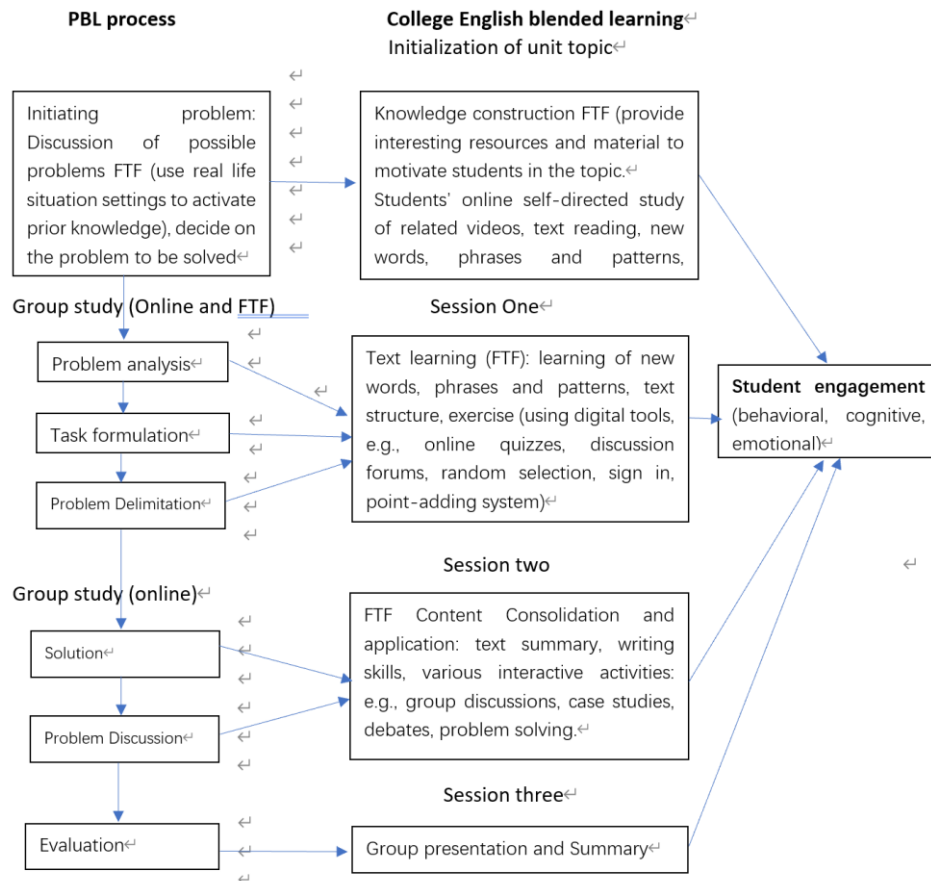 PBL process
College English blended learning
Initialization of unit topic
Initiating problem:
Discussion of possible
problems FTF (use real life
situation settings to activate
prior knowledge), decide on
the problem to be solved
Knowledge construction FTF (provide
interesting resources and material to
motivate students in the topic.
Students' online self-directed study
of related videos, text reading, new
words, phrases and patterns,
Group study (Online and FTF)
Session One
Problem analysis
Task formulation
Problem Delimitation
Text learning (FTF): learning of new
words, phrases and patterns, text
structure, exercise (using digital tools,
e.g., online quizzes, discussion
forums, random selection, sign in,
point-adding system)
Student engagement
(behavioral, cognitive,
emotional)
Session two
Group study (online)
Solution
Problem Discussion
FTF Content Consolidation and
application: text summary, writing
skills, various interactive activities:
e.g., group discussions, case studies,
debates, problem solving.
Session three
Evaluation
Group presentation and Summary